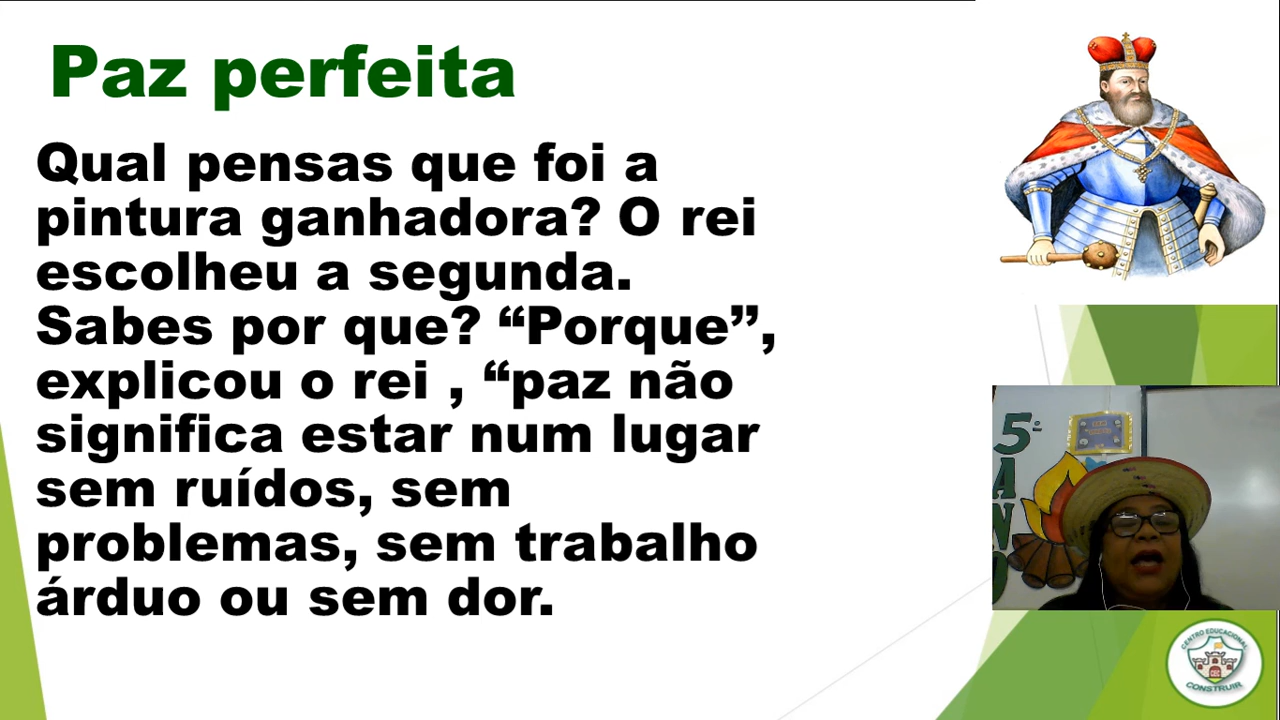 Paz perfeita
Qual pensas que foi a
pintura ganhadora? O rei
escolheu a segunda.
Sabes por que? “Porque”,
explicou o rei , “paz não
significa estar num lugar
sem ruídos, sem
problemas, sem trabalho
árduo ou sem dor.
5º
A
N
O
CENTRO EDUCACIONAL
CONSTRUIR